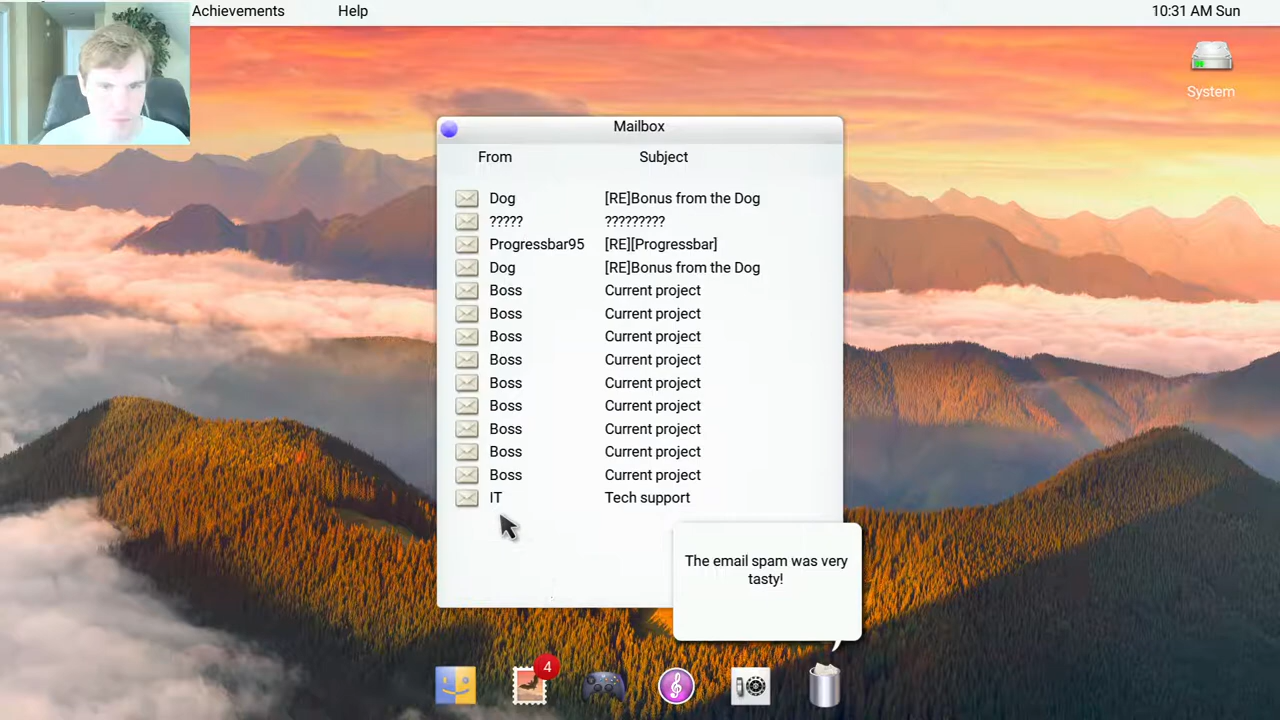 Achievements Help 10:31 AM Sun
System
Mailbox
From Subject
Dog [RE]Bonus from the Dog
????? ?????????
Progressbar95 [RE][Progressbar]
Dog [RE]Bonus from the Dog
Boss Current project
Boss Current project
Boss Current project
Boss Current project
Boss Current project
Boss Current project
Boss Current project
Boss Current project
Boss Current project
IT Tech support
The email spam was very
tasty!
4